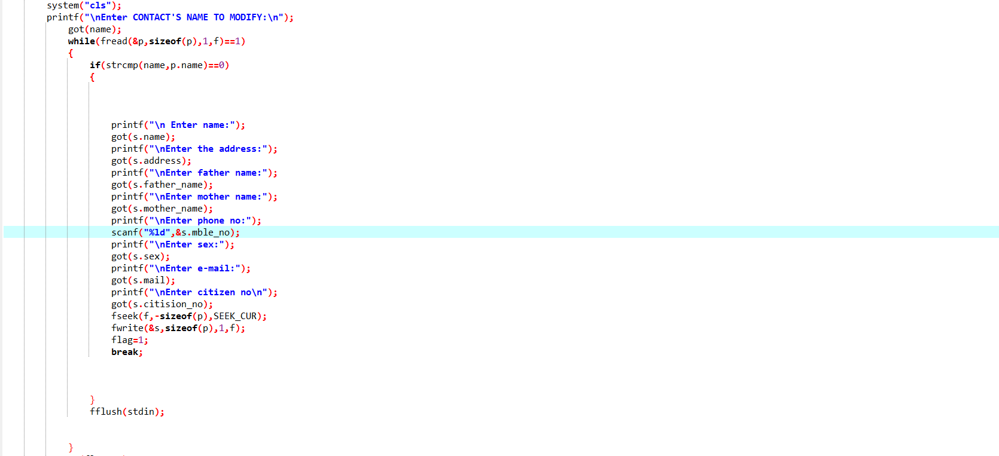 system("cls");
printf("\nEnter CONTACT'S NAME TO MODIFY:\n");
got(name);
while(fread(&p,sizeof(p),1,f)==1)
{
if(strcmp(name,p.name)==0)
{
printf("\n Enter name:");
got(s.name);
printf("\nEnter the address:");
got(s.address);
printf("\nEnter father name:");
got(s.father_name);
printf("\nEnter mother name:");
got(s.mother_name);
printf("\nEnter phone no:");
scanf("%ld",&s.mble_no);
printf("\nEnter sex:");
got(s.sex);
printf("\nEnter e-mail:");
got(s.mail);
printf("\nEnter citizen no\n");
got(s.citision_no);
fseek(f,-sizeof(p),SEEK_CUR);
fwrite(&s,sizeof(p),1,f);
flag=1;
break;
}
fflush(stdin);
}